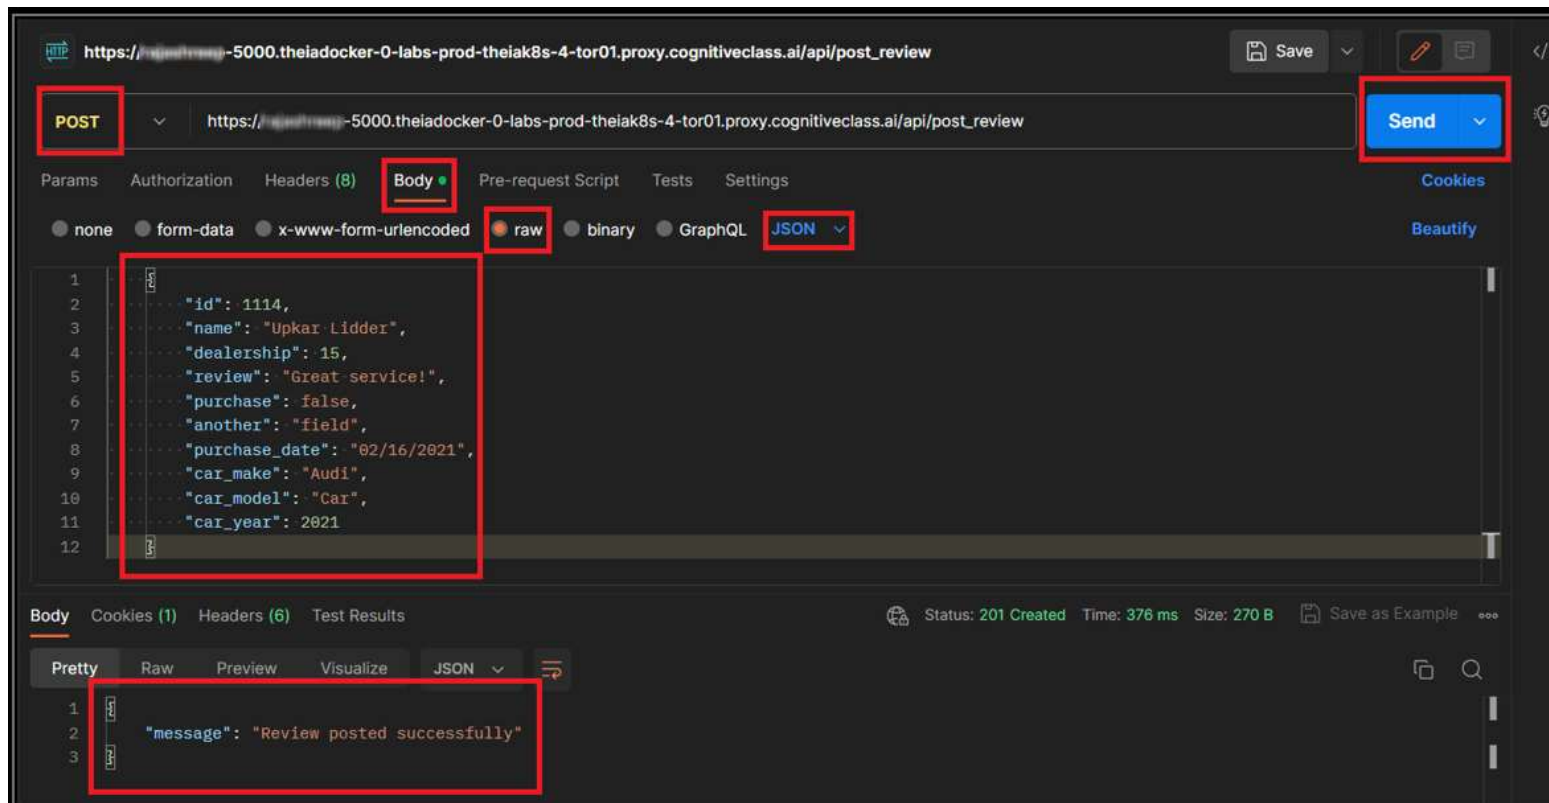 HTTP https:/ -5000.theiadocker-0-labs-prod-theiak8s-4-tor01.proxy.cognitiveclass.ai/api/post_review Save
POST https:/ -5000.theiadocker-0-labs-prod-theiak8s-4-tor01.proxy.cognitiveclass.ai/api/post_review Send
Params Authorization Headers (8) Body Pre-request Script Tests Settings Cookies
none form-data x-www-form-urlencoded raw binary GraphQL JSON Beautify
1 {
2 "id": 1114,
3 "name": "Upkar Lidder",
4 "dealership": 15,
5 "review": "Great service!",
6 "purchase": false,
7 "another": "field",
8 "purchase_date": "02/16/2021",
9 "car_make": "Audi",
10 "car_model": "Car",
11 "car_year": 2021
12 }
Body Cookies (1) Headers (6) Test Results Status: 201 Created Time: 376 ms Size: 270 B Save as Example
Pretty Raw Preview Visualize JSON
1 {
2 "message": "Review posted successfully"
3 }